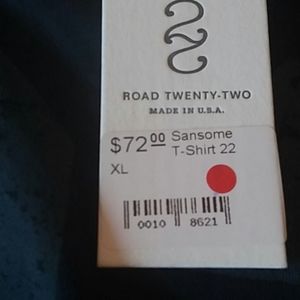 ROAD TWENTY-TWO
MADE IN U.S.A.
$72.00 Sansome
T-Shirt 22
XL
0010 8621